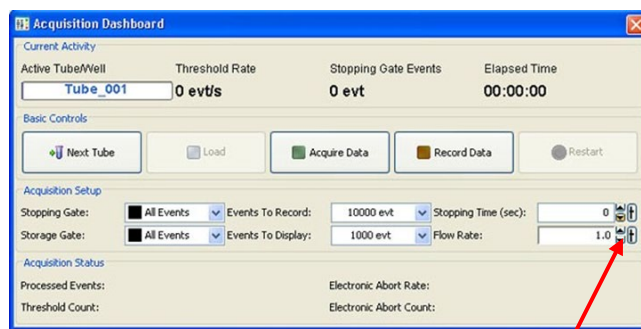 Acquisition Dashboard
Current Activity
Active Tube/Well Threshold Rate Stopping Gate Events Elapsed Time
Tube_001 0 evt/s 0 evt 00:00:00
Basic Controls
Next Tube Load Acquire Data Record Data Restart
Acquisition Setup
Stopping Gate: All Events Events To Record: 10000 evt Stopping Time (sec): 0
Storage Gate: All Events Events To Display: 1000 evt Flow Rate: 1.0
Acquisition Status
Processed Events: Electronic Abort Rate:
Threshold Count: Electronic Abort Count: